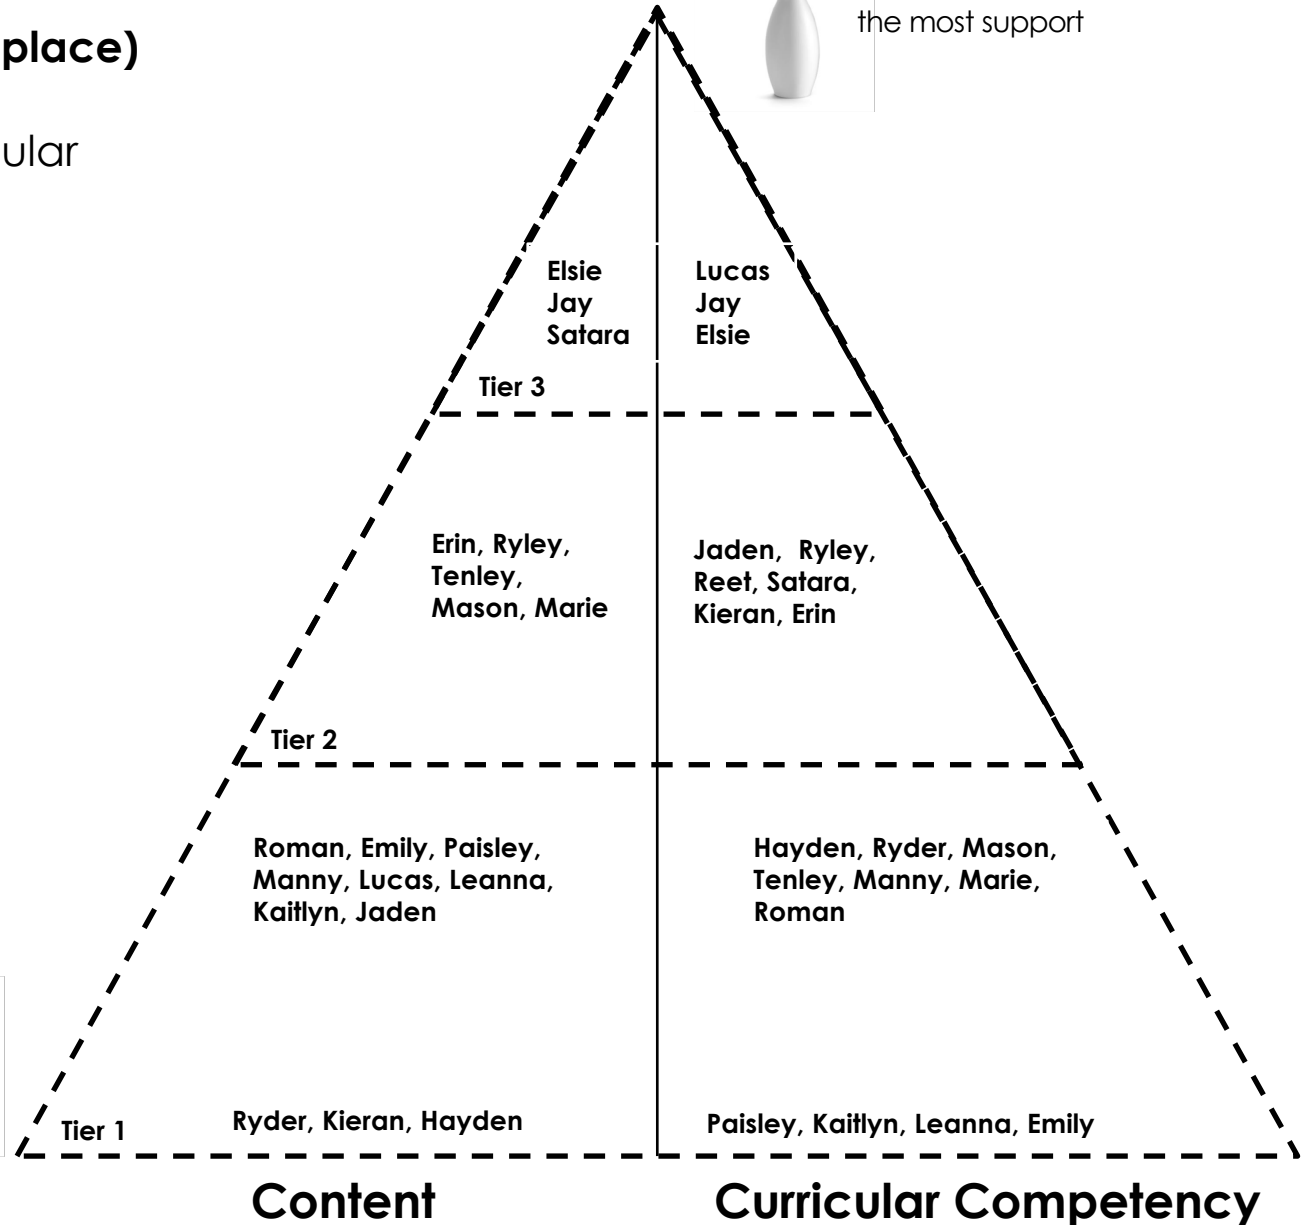 place)
ular
the most support
Elsie
Jay
Satara
Lucas
Jay
Elsie
Tier 3
Erin, Ryley,
Tenley,
Mason, Marie
Jaden,  Ryley,
Reet, Satara,
Kieran, Erin
Tier 2
Roman, Emily, Paisley,
Manny, Lucas, Leanna,
Kaitlyn, Jaden
Hayden, Ryder, Mason,
Tenley, Manny, Marie,
Roman
Tier 1
Ryder, Kieran, Hayden
Paisley, Kaitlyn, Leanna, Emily
Content
Curricular Competency